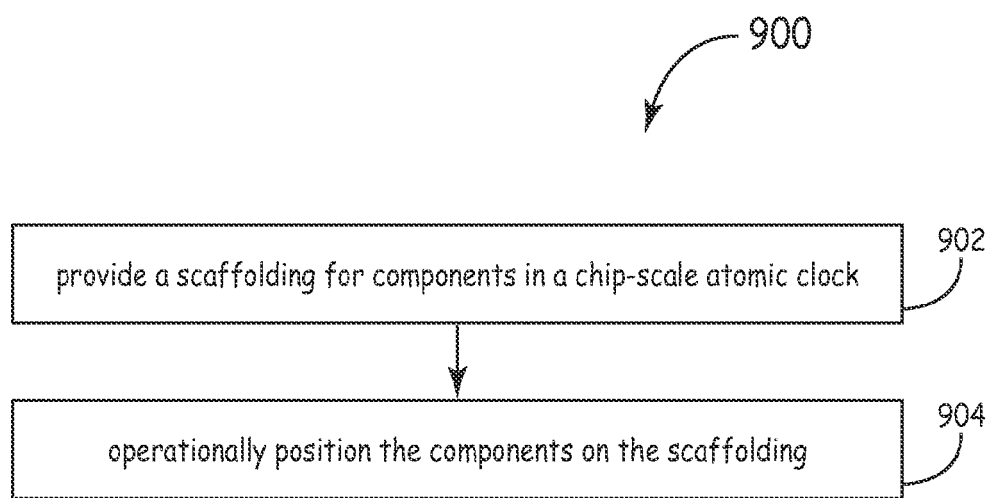 900
provide a scaffolding for components in a chip-scale atomic clock
902
operationally position the components on the scaffolding
904